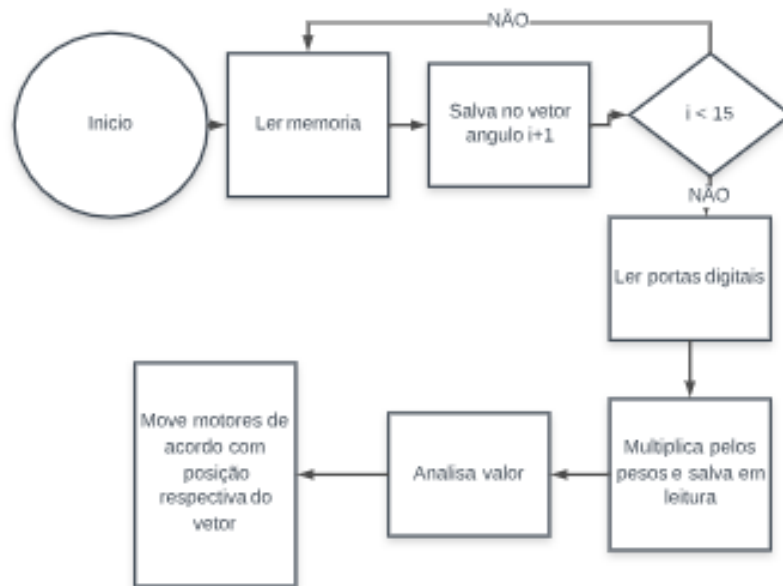 NÃO
Inicio
Ler memoria
Salva no vetor
angulo i+1
i < 15
NÃO
Ler portas digitais
Multiplica pelos
pesos e salva em
leitura
Analisa valor
Move motores de
acordo com
posição
respectiva do
vetor